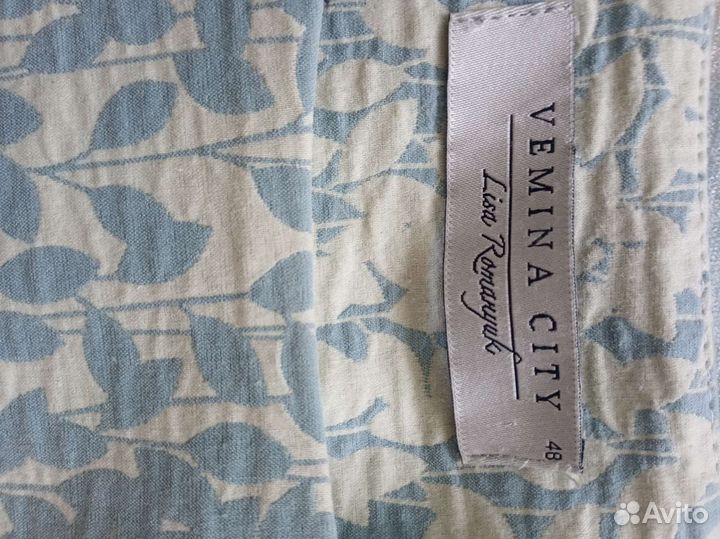 VEMINA CITY
Lisa Romanyuk
48
Avito